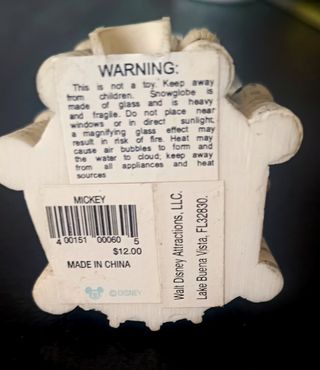 WARNING:
This is not a toy. Keep away
from children. Snowglobe is
made of glass and is heavy
and fragile. Do not place near
windows or in direct sunlight,
a magnifying glass effect may
result in risk of fire. Heat may
cause air bubbles to form and
the water to cloud; keep away
from all appliances and heat
sources
MICKEY
4 00151 00060 5
$12.00
MADE IN CHINA
© DISNEY
Walt Disney Attractions, LLC.
Lake Buena Vista, FL32830.